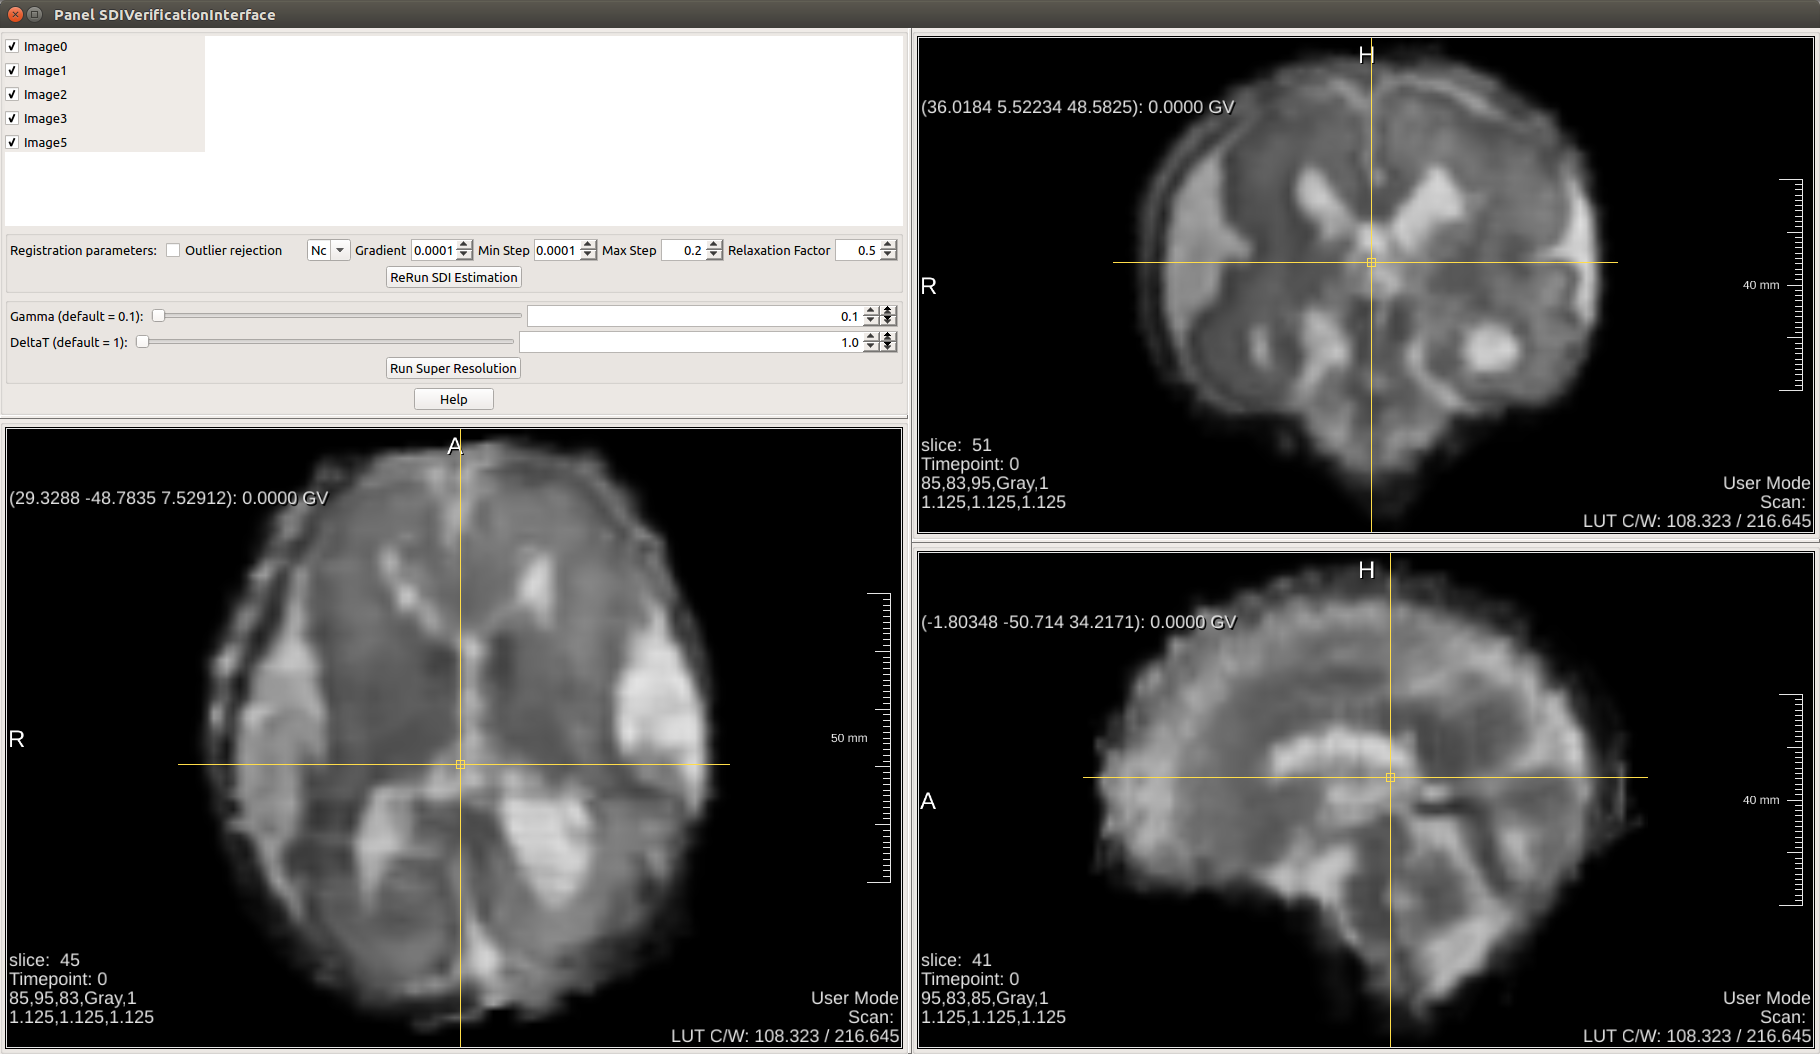 Panel SDIVerificationInterface
Image0
Image1
Image2
Image3
Image5
Registration parameters: Outlier rejection Nc Gradient 0.0001 Min Step 0.0001 Max Step 0.2 Relaxation Factor 0.5
ReRun SDI Estimation
Gamma (default = 0.1): 0.1
DeltaT (default = 1): 1.0
Run Super Resolution
Help
H
(36.0184 5.52234 48.5825): 0.0000 GV
R
40 mm
slice: 51
Timepoint: 0
85,83,95,Gray,1
1.125,1.125,1.125
User Mode
Scan:
LUT C/W: 108.323 / 216.645
A
(29.3288 -48.7835 7.52912): 0.0000 GV
R
50 mm
slice: 45
Timepoint: 0
85,95,83,Gray,1
1.125,1.125,1.125
User Mode
Scan:
LUT C/W: 108.323 / 216.645
H
(-1.80348 -50.714 34.2171): 0.0000 GV
A
40 mm
slice: 41
Timepoint: 0
95,83,85,Gray,1
1.125,1.125,1.125
User Mode
Scan:
LUT C/W: 108.323 / 216.645